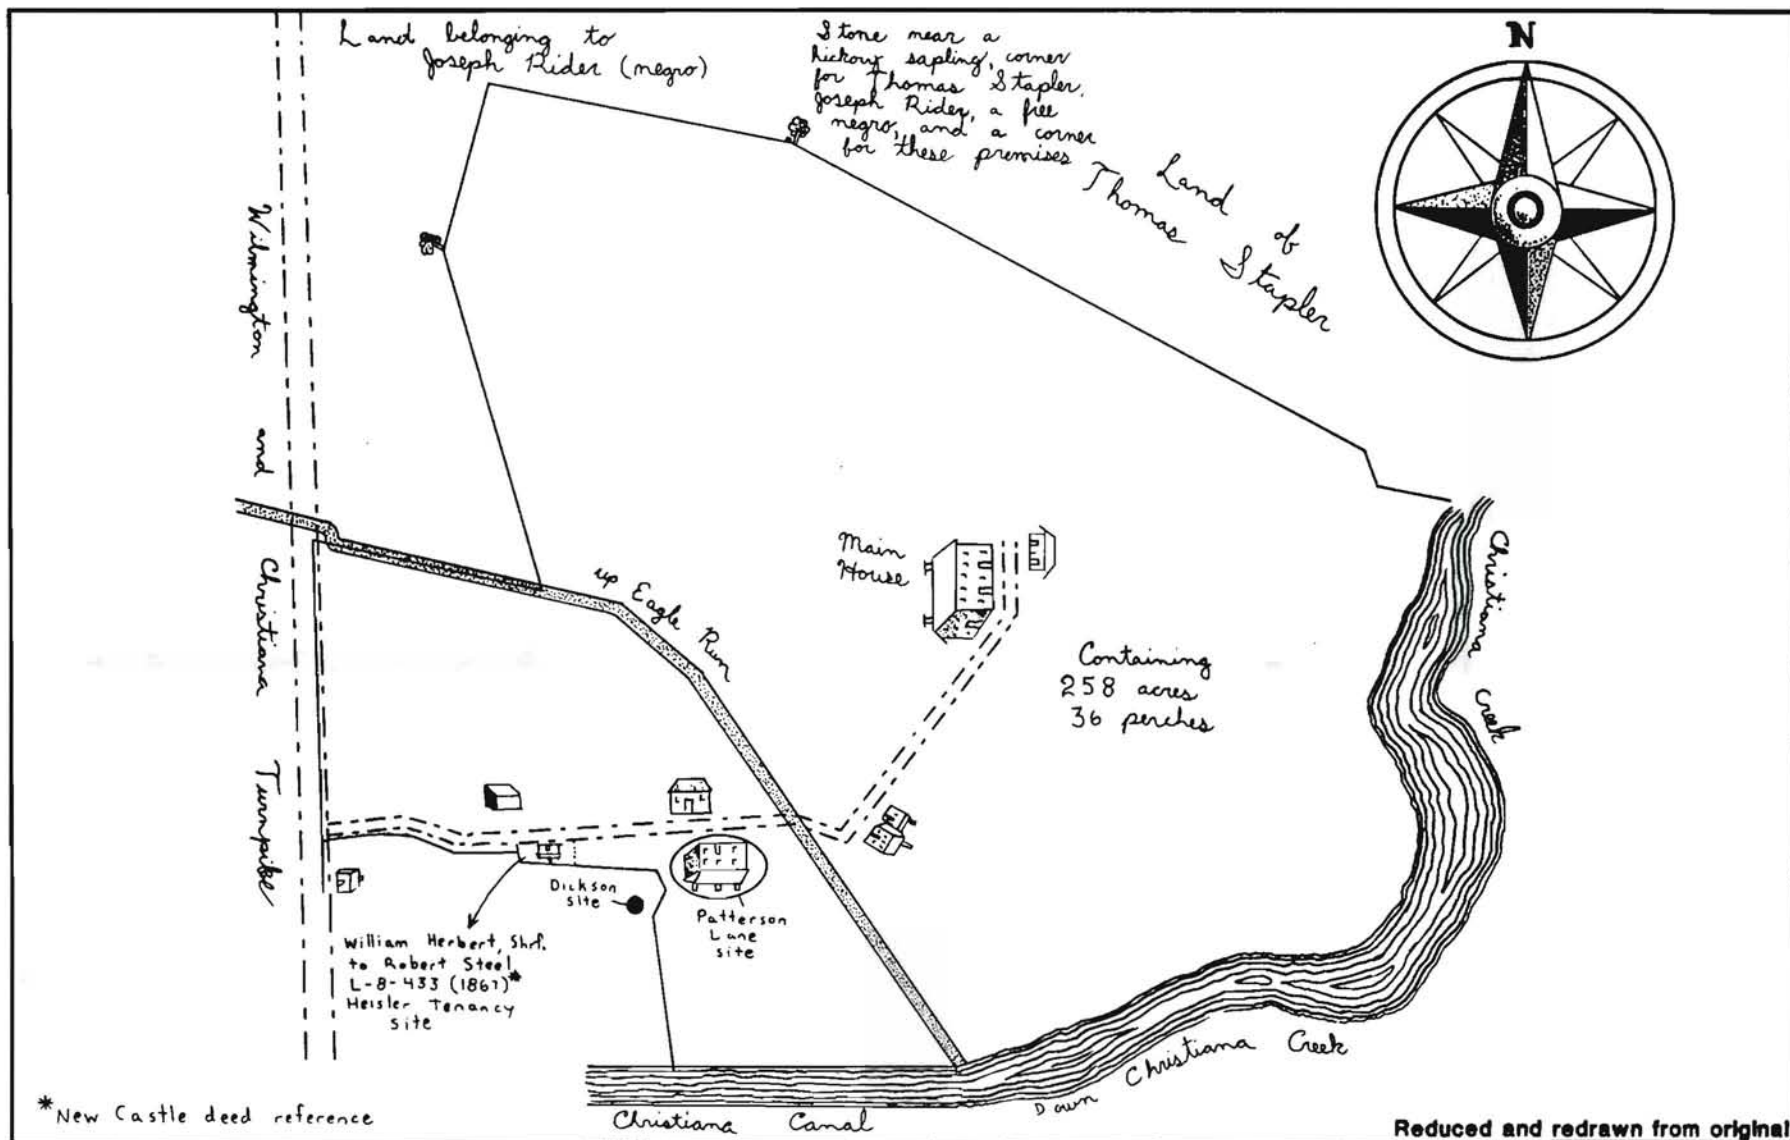 Land belonging to
Joseph Rider (negro)
Stone near a
hickory sapling, corner
for Thomas Stapler,
Joseph Rider, a free
negro, and a corner
for these premises
N
Land of
Thomas Stapler
Wilmington and Christiana Turnpike
up Eagle Run
Main
House
Containing
258 acres
36 perches
Christiana Creek
Dickson
site
Patterson
Lane
site
William Herbert, Shrf.
to Robert Steel
L-8-433 (1867)*
Heisler Tenancy
site
Down Christiana Creek
Christiana Canal
*New Castle deed reference
Reduced and redrawn from original